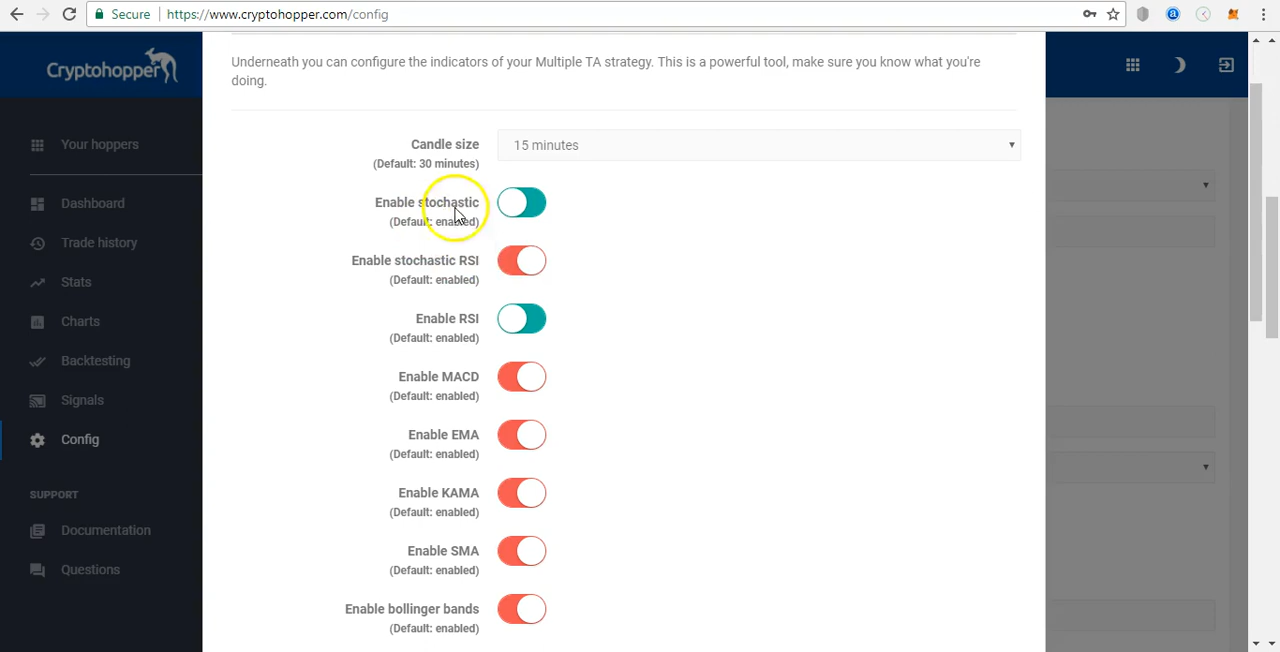 Secure https://www.cryptohopper.com/config
Cryptohopper
Your hoppers
Dashboard
Trade history
Stats
Charts
Backtesting
Signals
Config
SUPPORT
Documentation
Questions
Underneath you can configure the indicators of your Multiple TA strategy. This is a powerful tool, make sure you know what you're
doing.
Candle size
(Default: 30 minutes)
15 minutes
Enable stochastic
(Default: enabled)
Enable stochastic RSI
(Default: enabled)
Enable RSI
(Default: enabled)
Enable MACD
(Default: enabled)
Enable EMA
(Default: enabled)
Enable KAMA
(Default: enabled)
Enable SMA
(Default: enabled)
Enable bollinger bands
(Default: enabled)